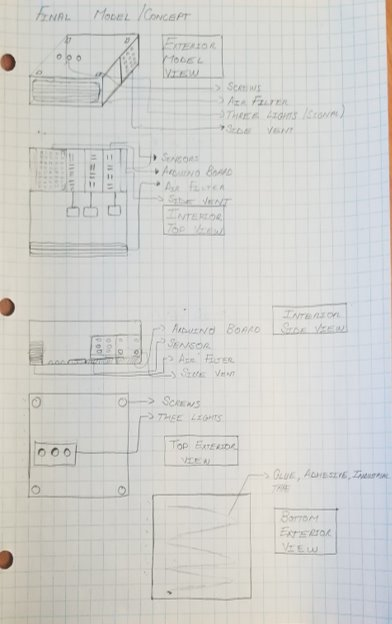 FINAL MODEL/CONCEPT
EXTERIOR
MODEL
VIEW
SCREWS
AIR FILTER
THREE LIGHTS (SIGNAL)
SIDE VENT
SENSORS
ARDUINO BOARD
AIR FILTER
SIDE VENT
INTERIOR
TOP VIEW
INTERIOR
SIDE VIEW
ARDUINO BOARD
SENSOR
AIR FILTER
SIDE VENT
SCREWS
THREE LIGHTS
TOP EXTERIOR
VIEW
GLUE, ADHESIVE, INDUSTRIAL
TAPE
BOTTOM
EXTERIOR
VIEW